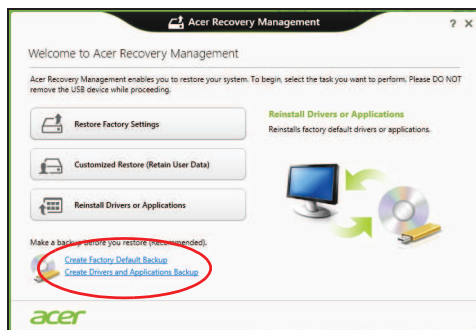 Acer Recovery Management
? X
Welcome to Acer Recovery Management
Acer Recovery Management enables you to restore your system. To begin, select the task you want to perform. Please DO NOT
remove the USB device while proceeding.
Restore Factory Settings
Customized Restore (Retain User Data)
Reinstall Drivers or Applications
Reinstall Drivers or Applications
Reinstalls factory default drivers or applications.
Make a backup before you restore (Recommended).
Create Factory Default Backup
Create Drivers and Applications Backup
acer